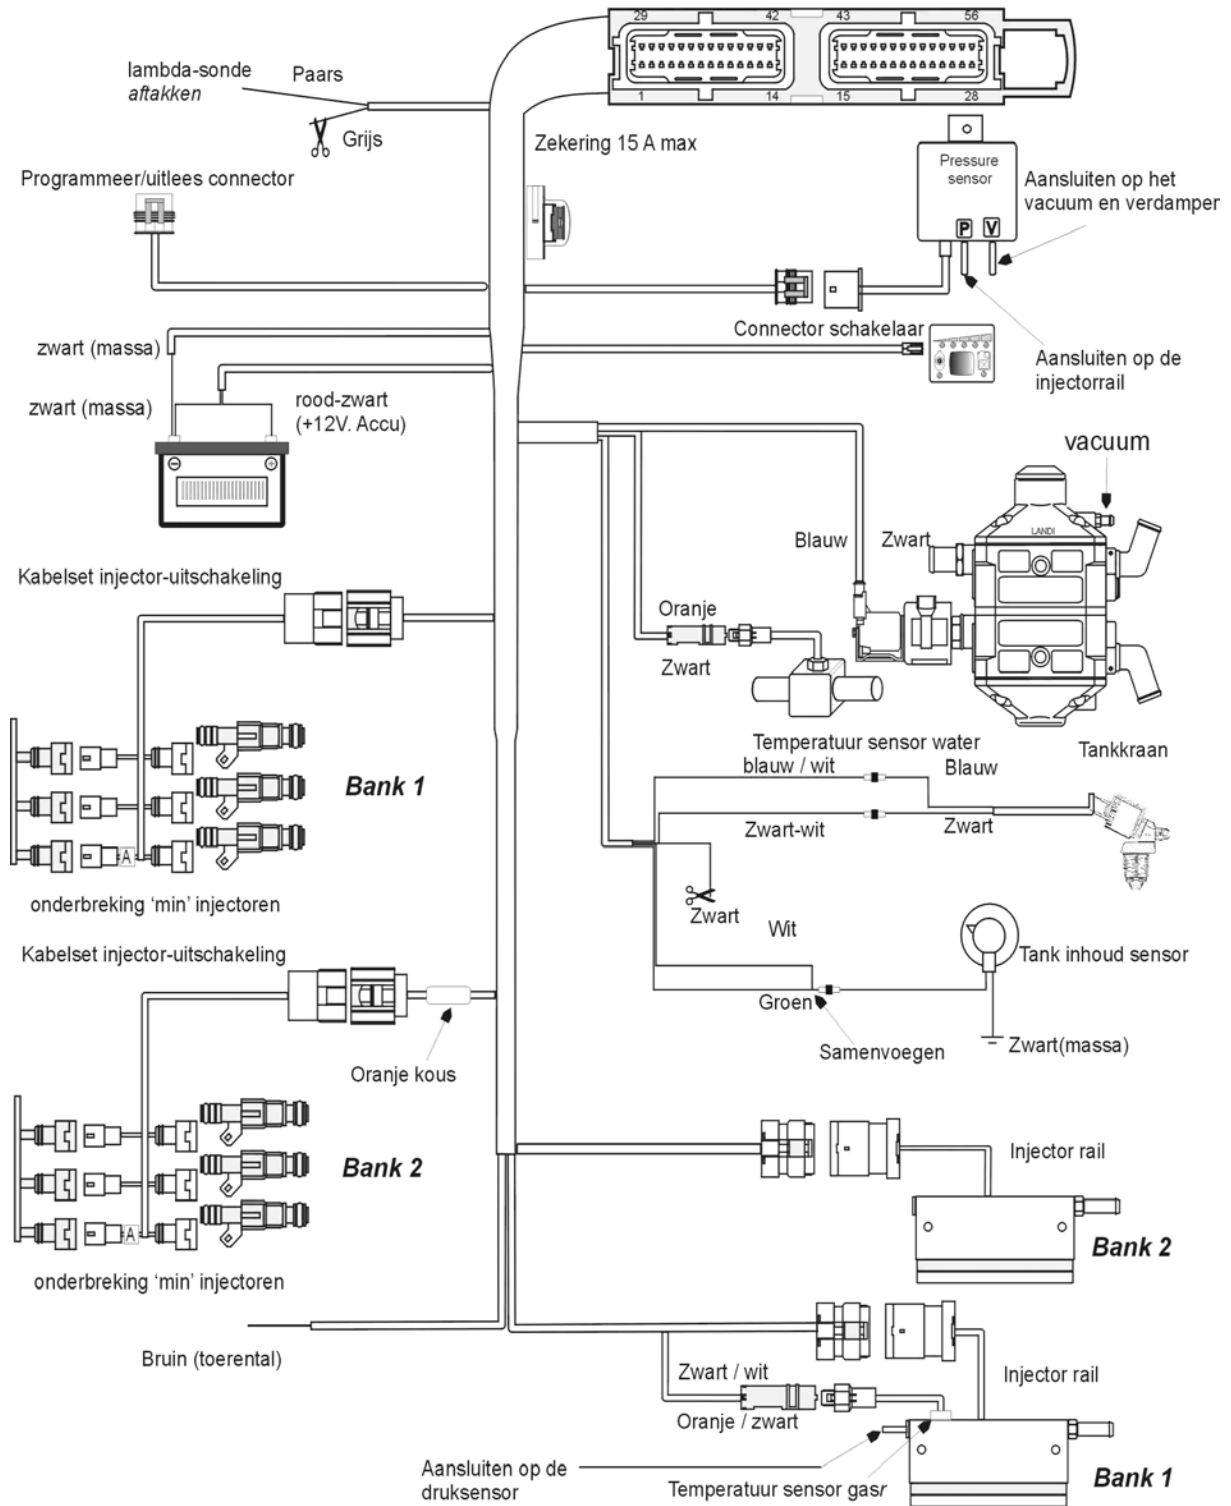 29 42 43 56
1 14 15 28
lambda-sonde
aftakken
Paars
Grijs
Zekering 15 A max
Pressure
sensor
P V
Aansluiten op het
vacuum en verdamper
Programmeer/uitlees connector
Connector schakelaar
Aansluiten op de
injectorrail
zwart (massa)
zwart (massa)
rood-zwart
(+12V. Accu)
vacuum
LANDI
Blauw
Zwart
Kabelset injector-uitschakeling
Oranje
Zwart
Temperatuur sensor water
Tankkraan
blauw / wit
Blauw
Bank 1
Zwart-wit
Zwart
A
onderbreking ‘min’ injectoren
Zwart
Wit
Kabelset injector-uitschakeling
Tank inhoud sensor
Groen
Samenvoegen
Zwart(massa)
Oranje kous
Bank 2
A
onderbreking ‘min’ injectoren
Injector rail
Bank 2
Bruin (toerental)
Zwart / wit
Oranje / zwart
Injector rail
Aansluiten op de
druksensor
Temperatuur sensor gasr
Bank 1